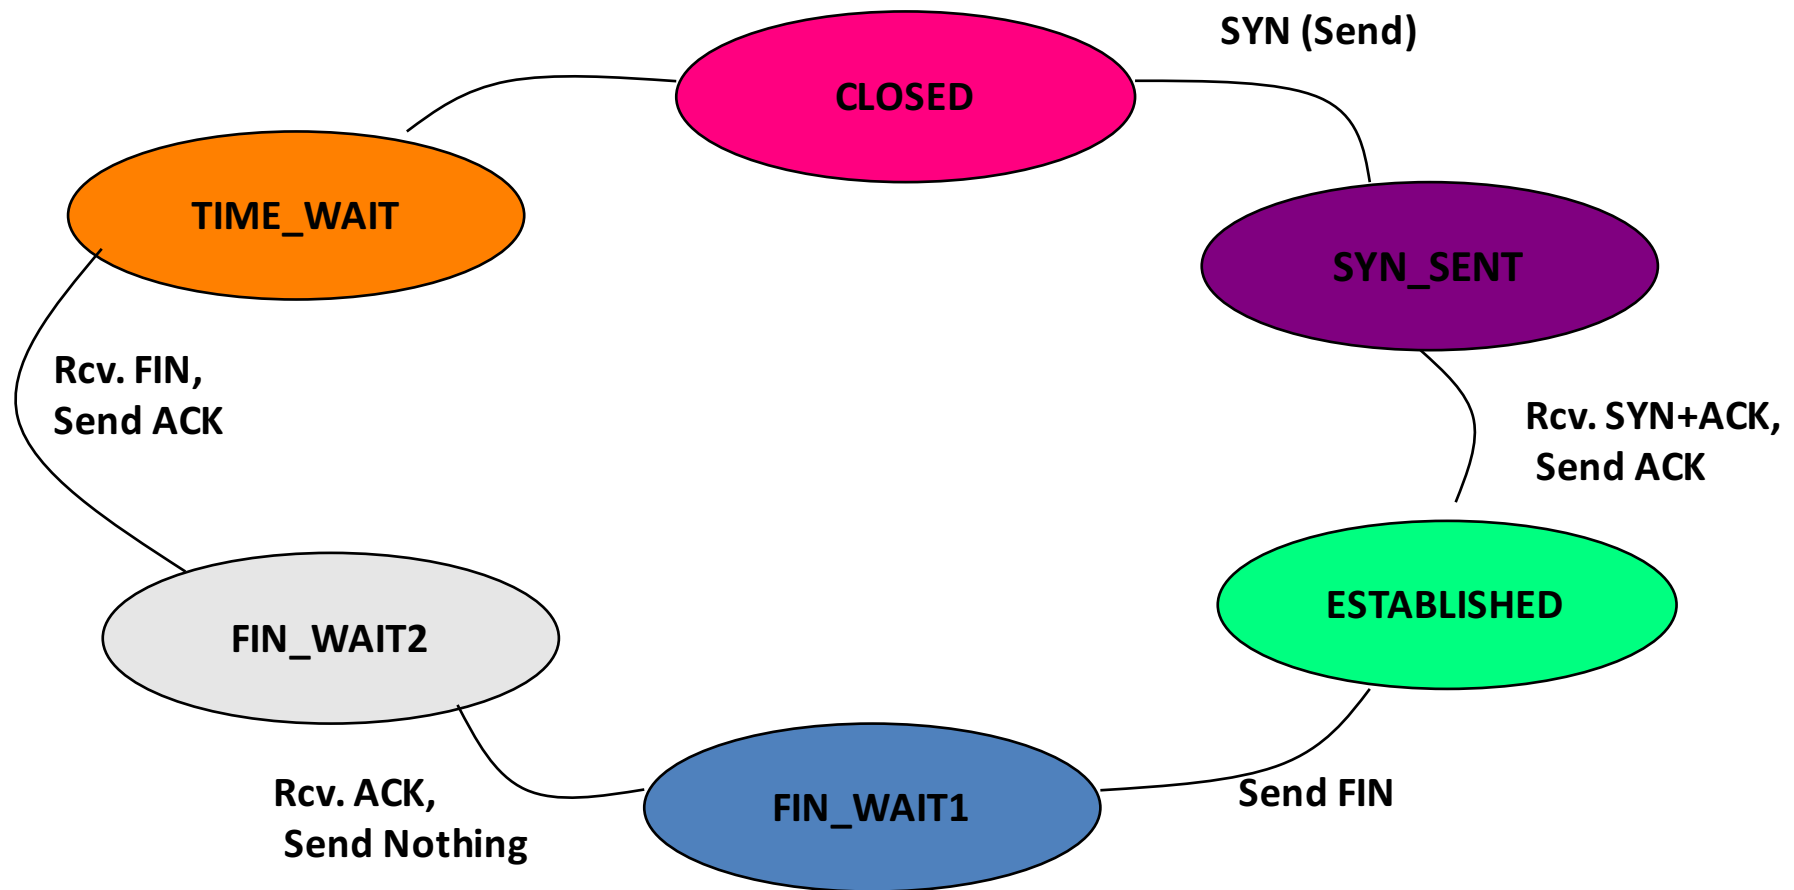 SYN (Send)
CLOSED
TIME_WAIT
SYN_SENT
Rcv. FIN,
Send ACK
Rcv. SYN+ACK,
Send ACK
ESTABLISHED
FIN_WAIT2
Rcv. ACK,
Send Nothing
FIN_WAIT1
Send FIN